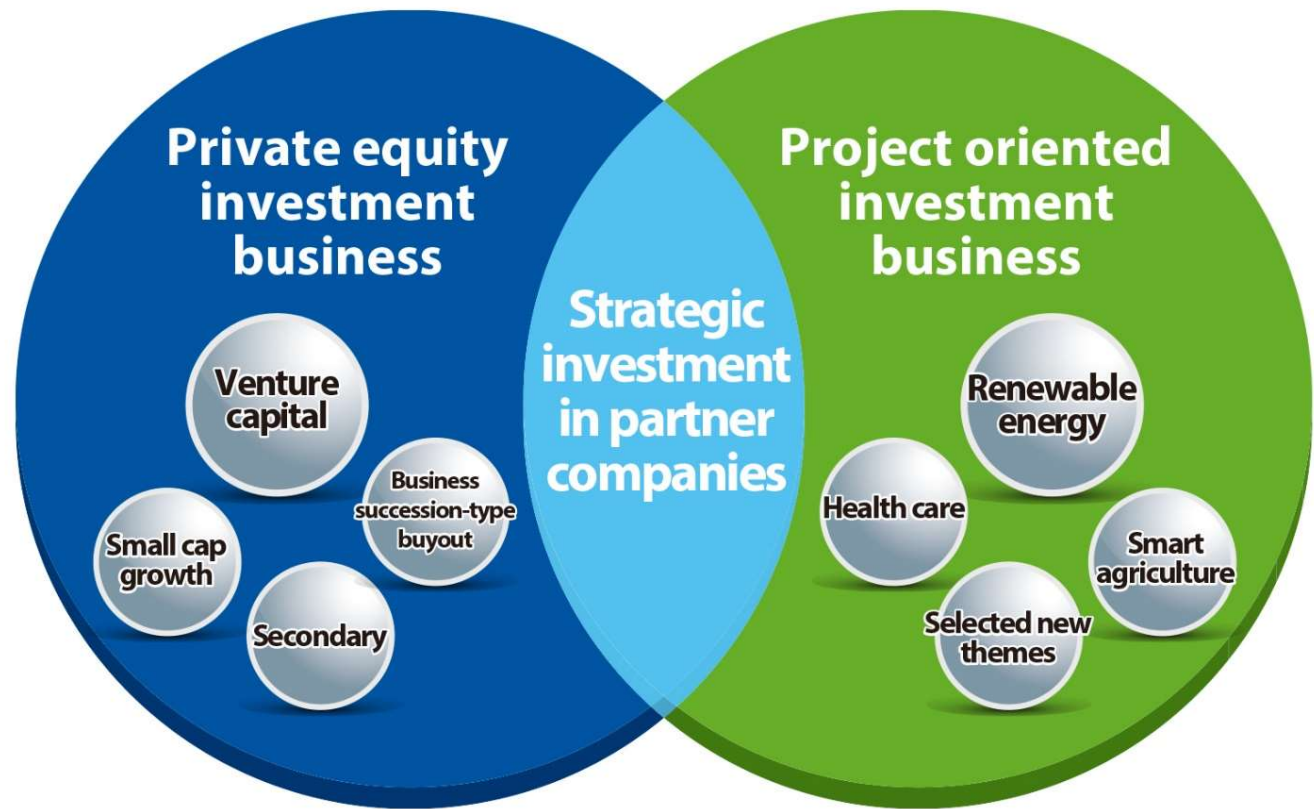 Private equity
investment
business
Venture
capital
Business
succession-type
buyout
Small cap
growth
Secondary
Strategic
investment
in partner
companies
Project oriented
investment
business
Renewable
energy
Health care
Smart
agriculture
Selected new
themes